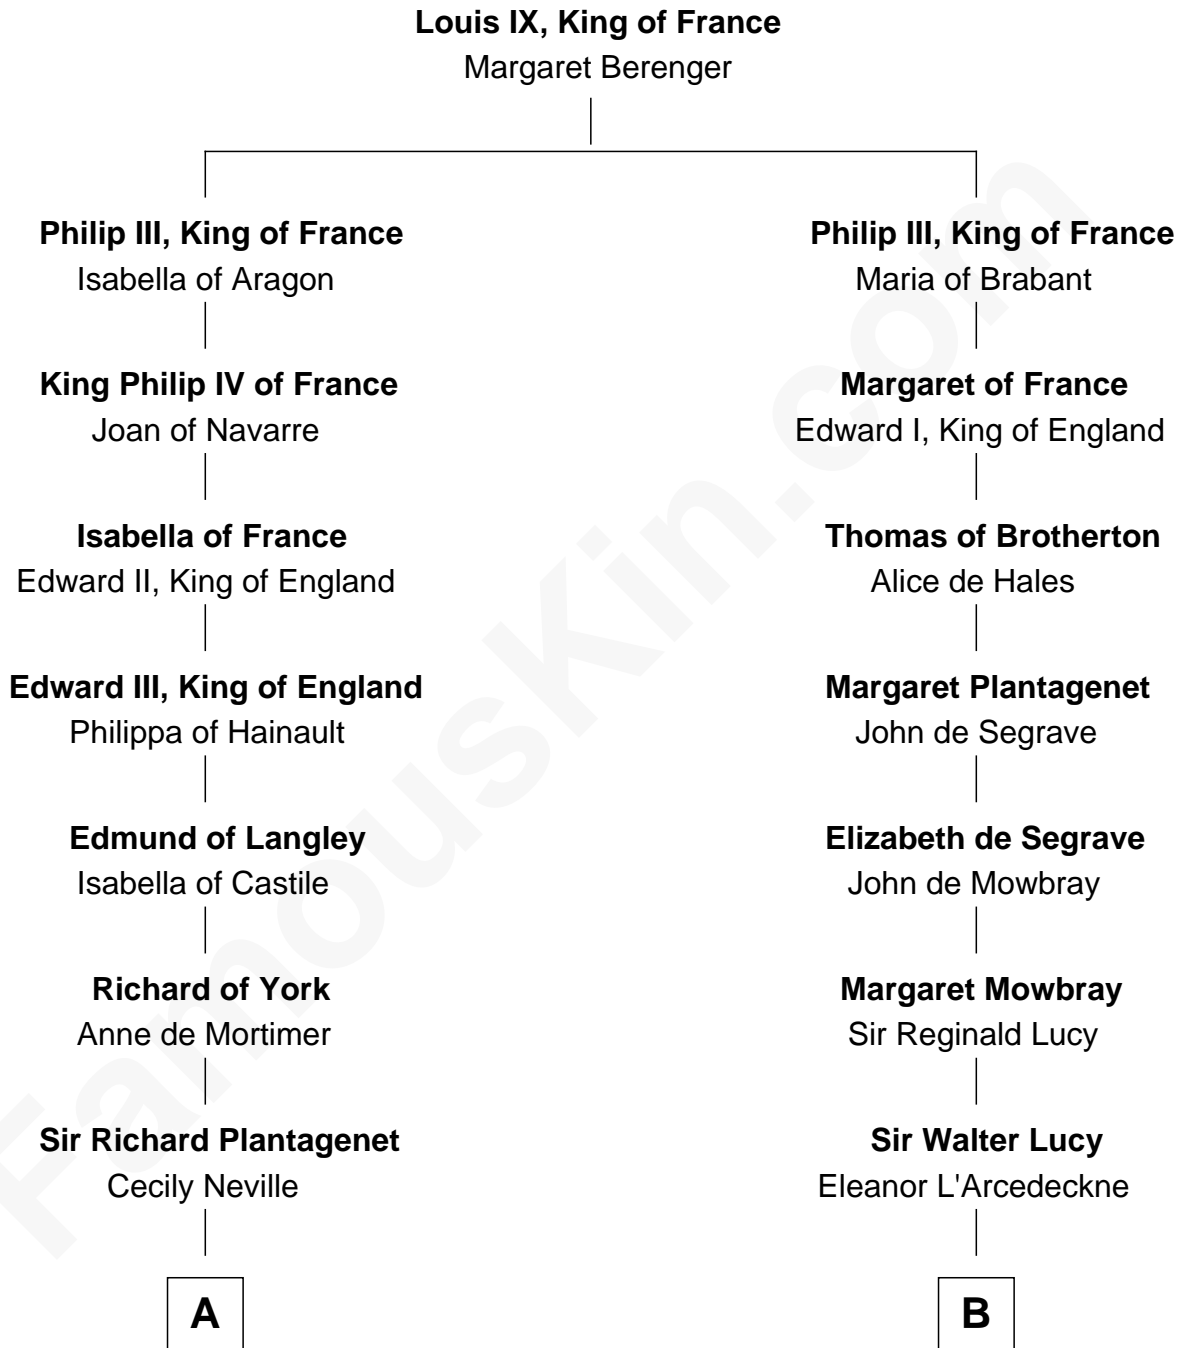 Louis IX, King of France
Margaret Berenger
Philip III, King of France
Isabella of Aragon
Philip III, King of France
Maria of Brabant
King Philip IV of France
Joan of Navarre
Margaret of France
Edward I, King of England
Isabella of France
Edward II, King of England
Thomas of Brotherton
Alice de Hales
Edward III, King of England
Philippa of Hainault
Margaret Plantagenet
John de Segrave
Edmund of Langley
Isabella of Castile
Elizabeth de Segrave
John de Mowbray
Richard of York
Anne de Mortimer
Margaret Mowbray
Sir Reginald Lucy
Sir Richard Plantagenet
Cecily Neville
Sir Walter Lucy
Eleanor L'Arcedeckne
A
B
FamousKin.com